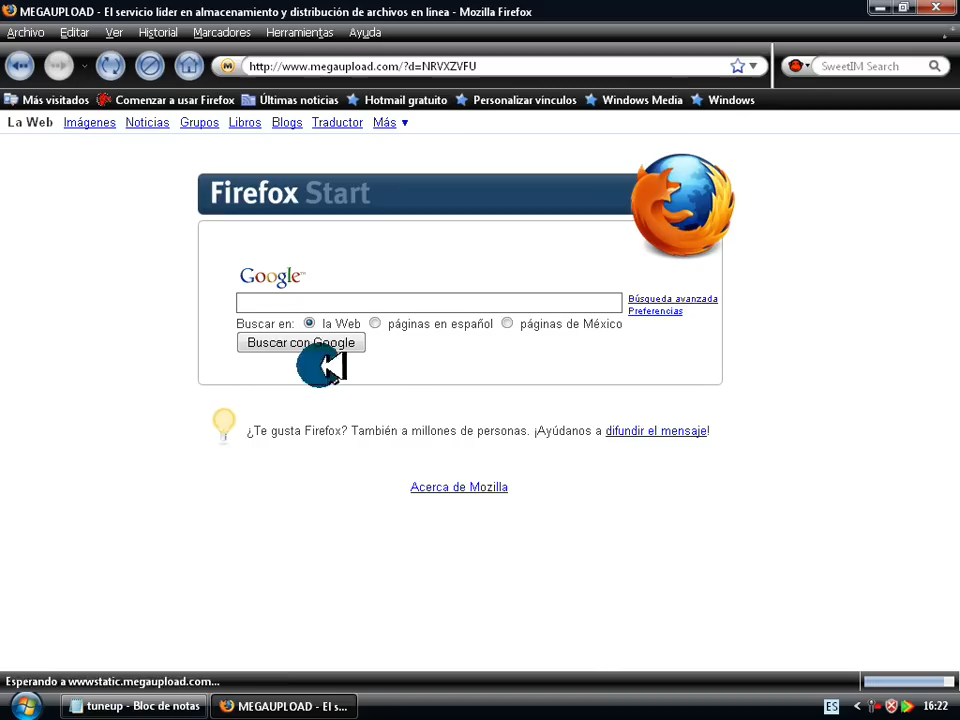 MEGAUPLOAD - El servicio líder en almacenamiento y distribución de archivos en línea - Mozilla Firefox
Archivo Editar Ver Historial Marcadores Herramientas Ayuda
http://www.megaupload.com/?d=NRVXZVFU SweetIM Search
Más visitados Comenzar a usar Firefox Últimas noticias Hotmail gratuito Personalizar vínculos Windows Media Windows
La Web Imágenes Noticias Grupos Libros Blogs Traductor Más ▼
Firefox Start
Google™
Búsqueda avanzada
Preferencias
Buscar en: la Web páginas en español páginas de México
Buscar con Google
¿Te gusta Firefox? También a millones de personas. ¡Ayúdanos a difundir el mensaje!
Acerca de Mozilla
Esperando a wwwstatic.megaupload.com...
tuneup - Bloc de notas MEGAUPLOAD - El s... ES < 16:22